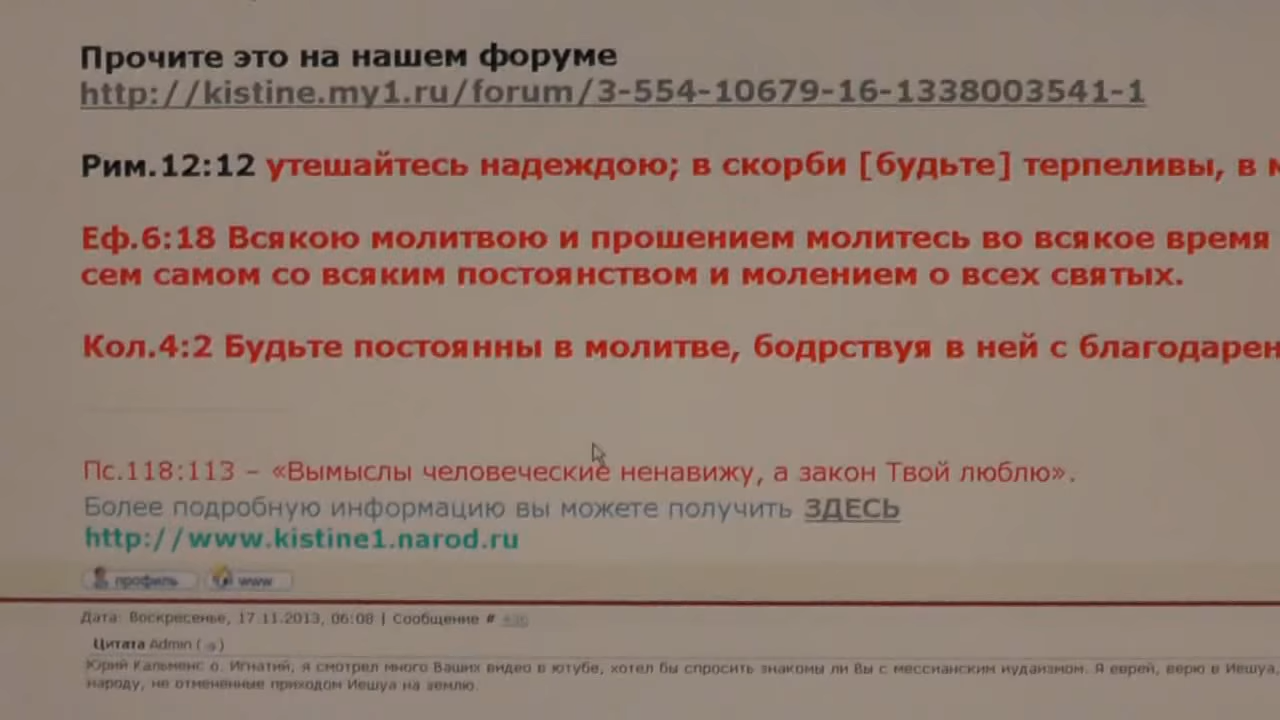 Прочите это на нашем форуме
http://kistine.my1.ru/forum/3-554-10679-16-1338003541-1
Рим.12:12 утешайтесь надеждою; в скорби [будьте] терпеливы, в
Еф.6:18 Всякою молитвою и прошением молитесь во всякое время
сем самом со всяким постоянством и молением о всех святых.
Кол.4:2 Будьте постоянны в молитве, бодрствуя в ней с благодарен
Пс.118:113 – «Вымыслы человеческие ненавижу, а закон Твой люблю».
Более подробную информацию вы можете получить ЗДЕСЬ
http://www.kistine1.narod.ru
профиль www
Дата: Воскресенье, 17.11.2013, 06:08 | Сообщение #
Цитата Admin ( )
Юрий Кальменс о. Игнатий, я смотрел много Ваших видео в ютубе, хотел бы спросить знакомы ли Вы с мессианским иудаизмом. Я еврей, верю в Иешуа,
народу, не отмененные приходом Иешуа на землю.